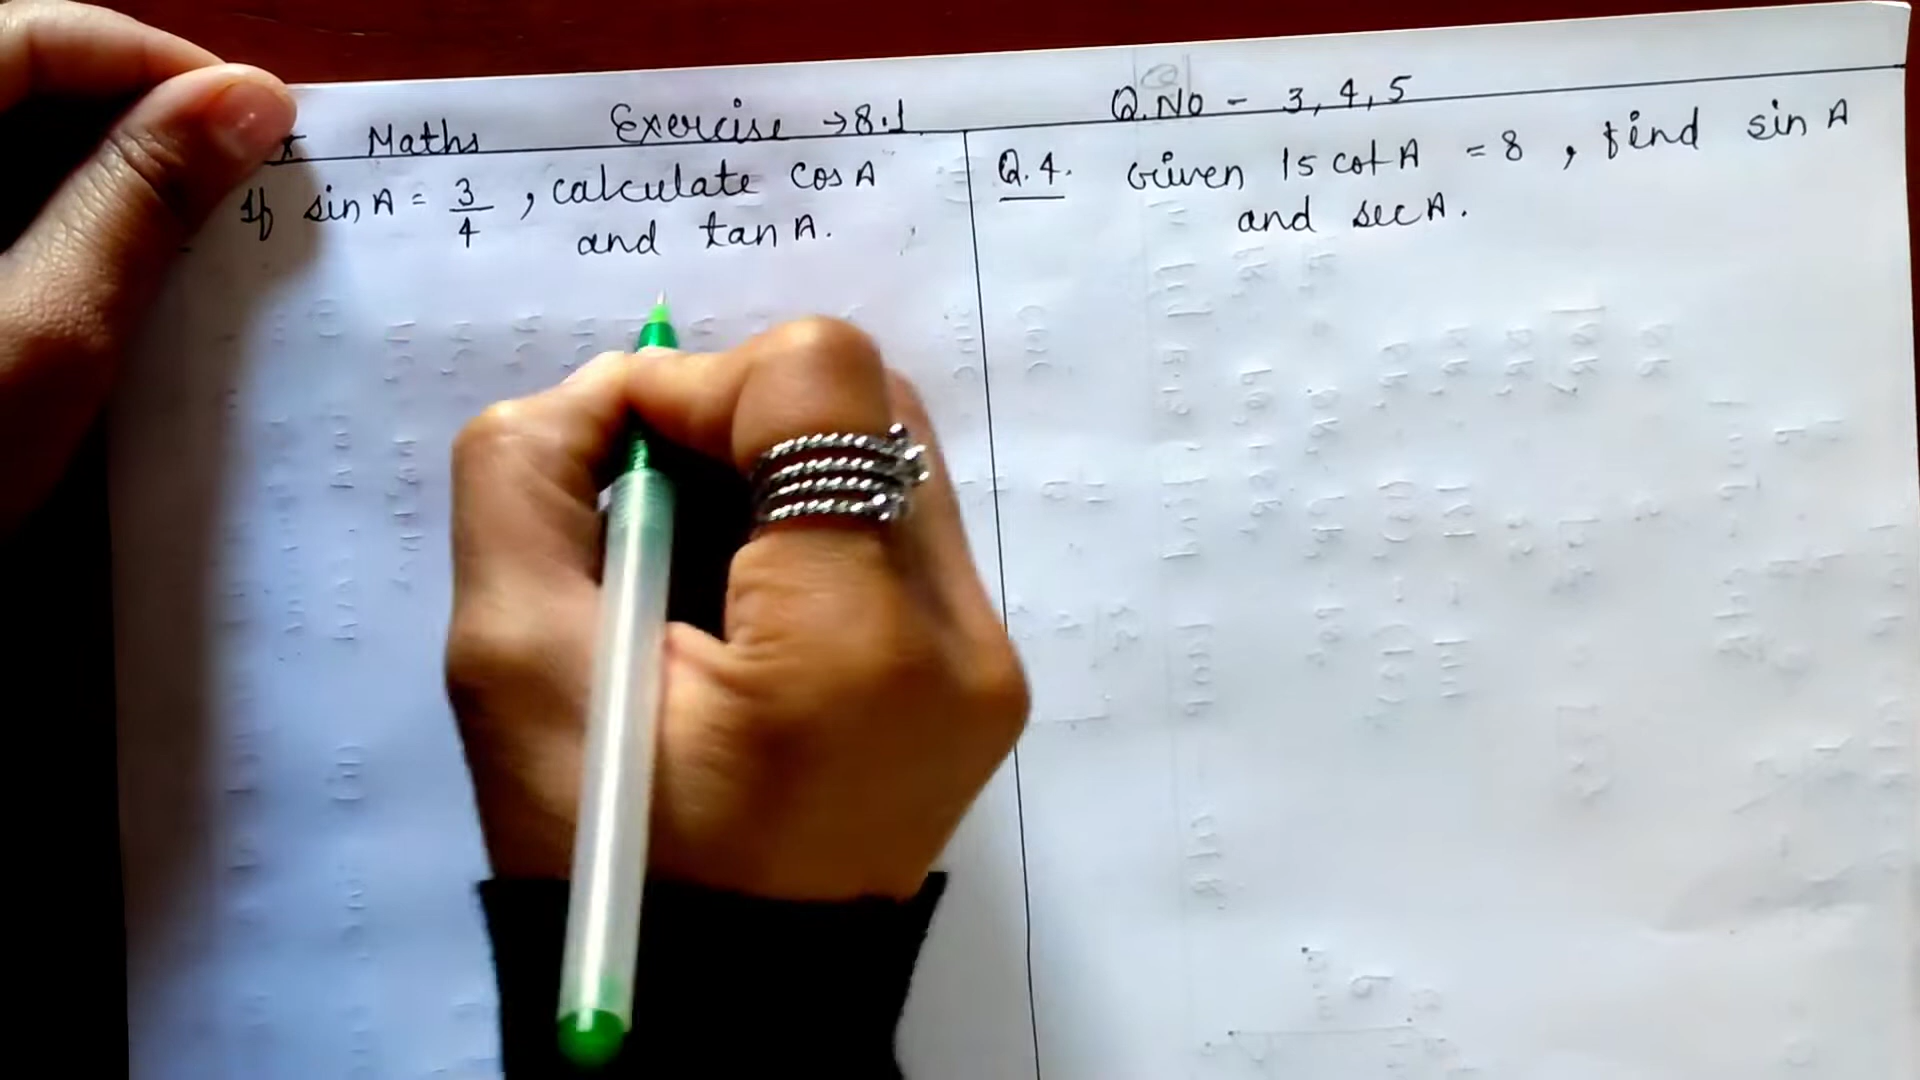 Maths Exercise → 8.1 Q.No - 3, 4, 5
If sin A = 3/4 , calculate cos A
and tan A.
Q.4. Given 15 cot A = 8 , find sin A
and sec A.